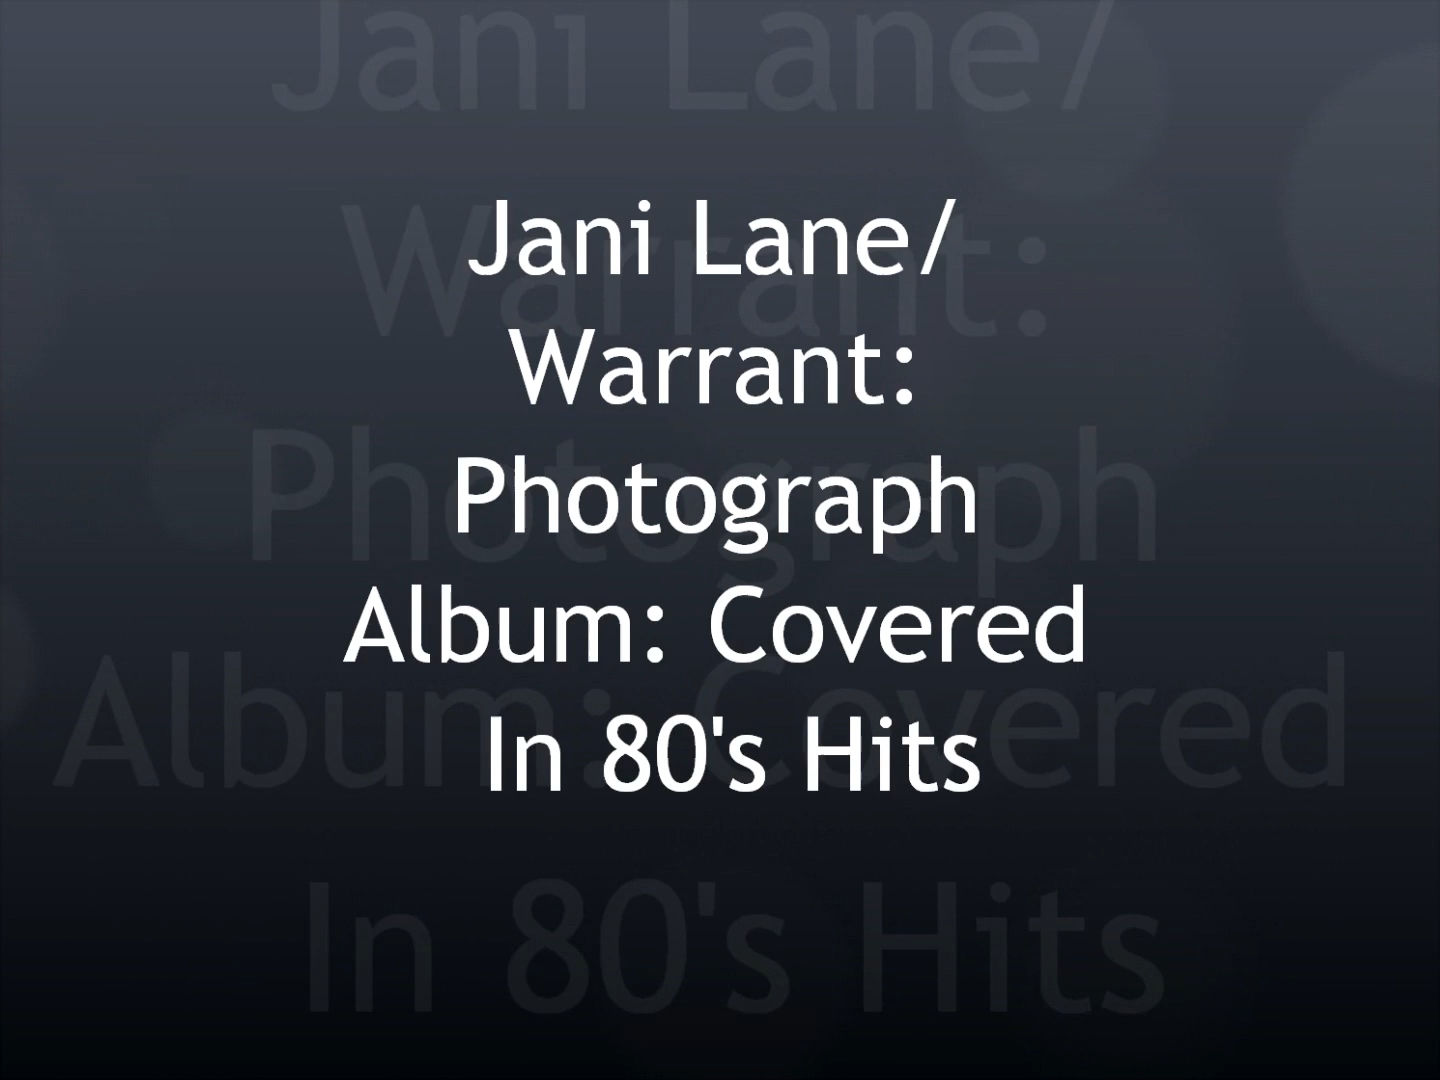 Jani Lane/
Warrant:
Photograph
Album: Covered
In 80's Hits